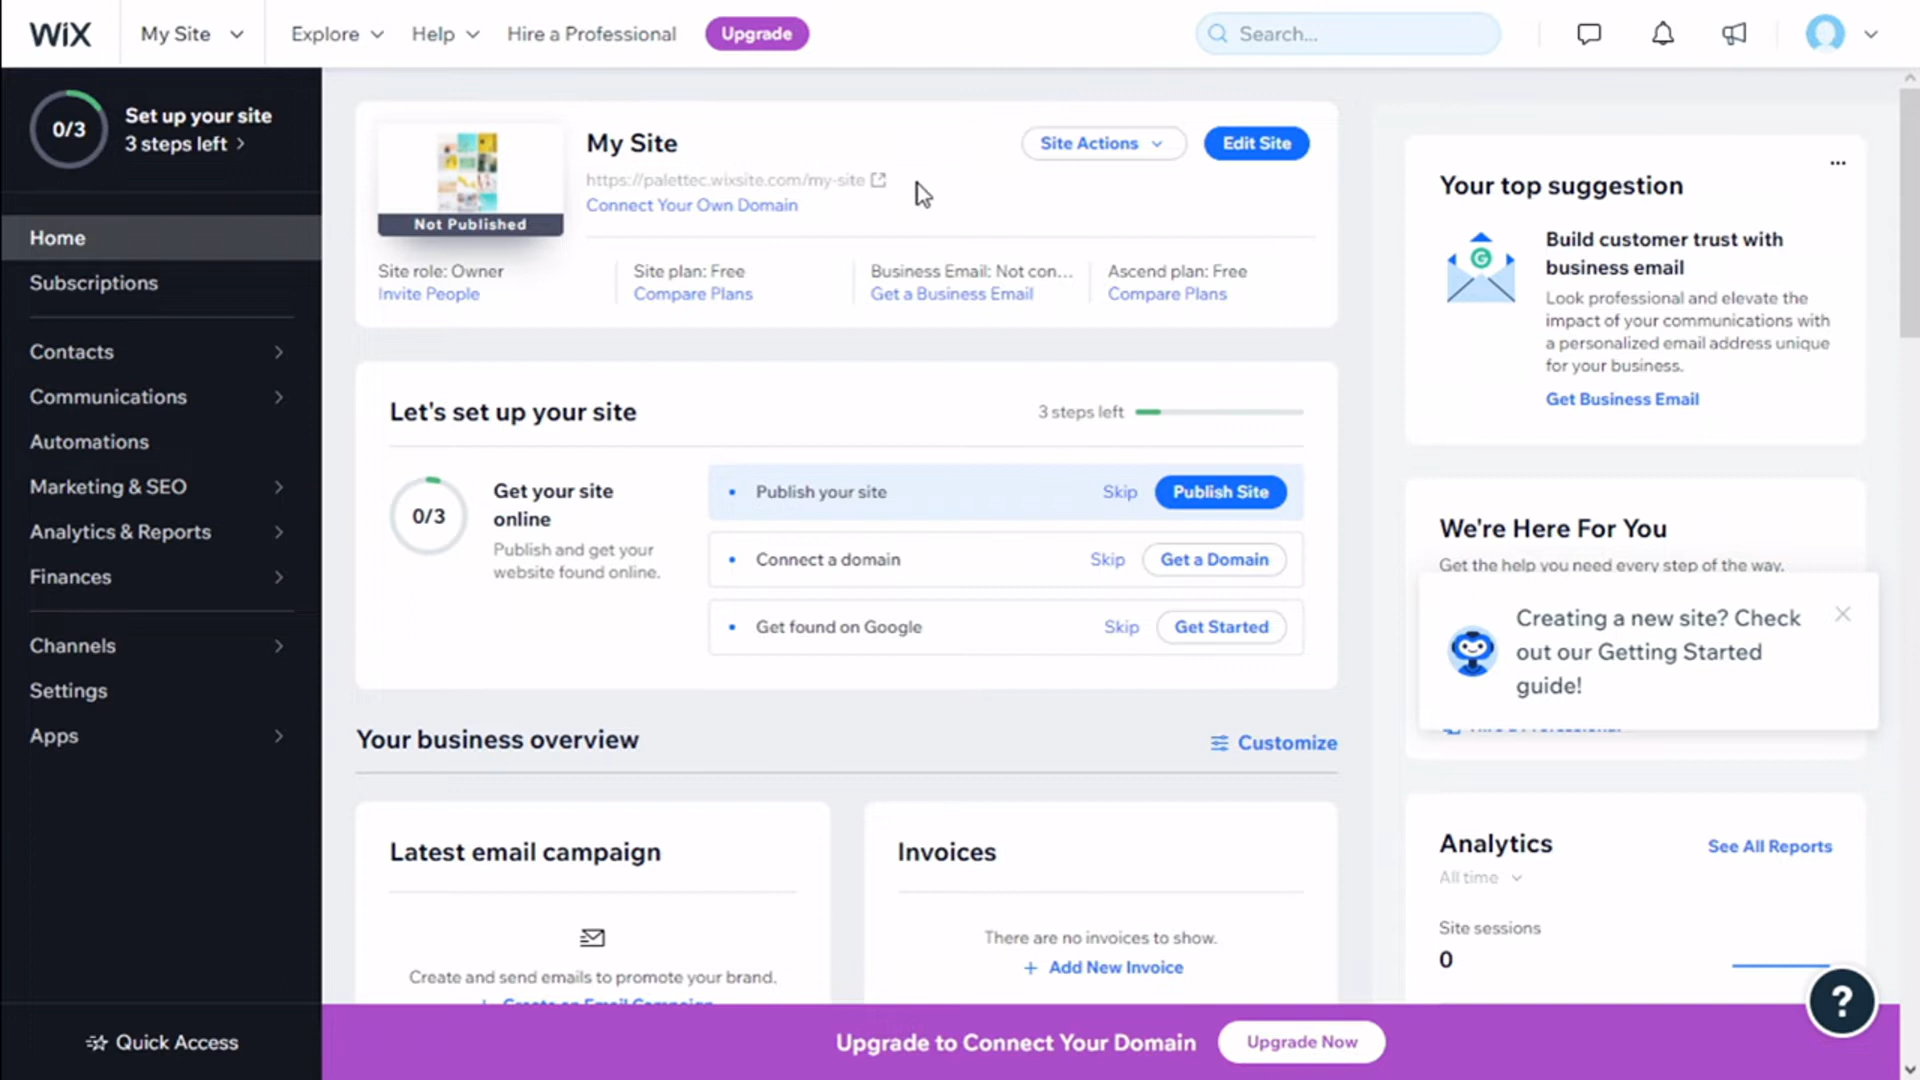 WiX
My Site
Explore
Help
Hire a Professional
Upgrade
Search...
0/3
Set up your site
3 steps left
Home
Subscriptions
Contacts
Communications
Automations
Marketing & SEO
Analytics & Reports
Finances
Channels
Settings
Apps
Quick Access
Not Published
My Site
https://palettec.wixsite.com/my-site
Connect Your Own Domain
Site Actions
Edit Site
Site role: Owner
Invite People
Site plan: Free
Compare Plans
Business Email: Not con...
Get a Business Email
Ascend plan: Free
Compare Plans
Let's set up your site
3 steps left
0/3
Get your site
online
Publish and get your
website found online.
Publish your site
Skip
Publish Site
Connect a domain
Skip
Get a Domain
Get found on Google
Skip
Get Started
Your business overview
Customize
Latest email campaign
Create and send emails to promote your brand.
+ Create an Email Campaign
Invoices
There are no invoices to show.
+ Add New Invoice
...
Your top suggestion
G
Build customer trust with
business email
Look professional and elevate the
impact of your communications with
a personalized email address unique
for your business.
Get Business Email
We're Here For You
Get the help you need every step of the way.
Creating a new site? Check
out our Getting Started
guide!
Analytics
See All Reports
All time
Site sessions
0
?
Upgrade to Connect Your Domain
Upgrade Now